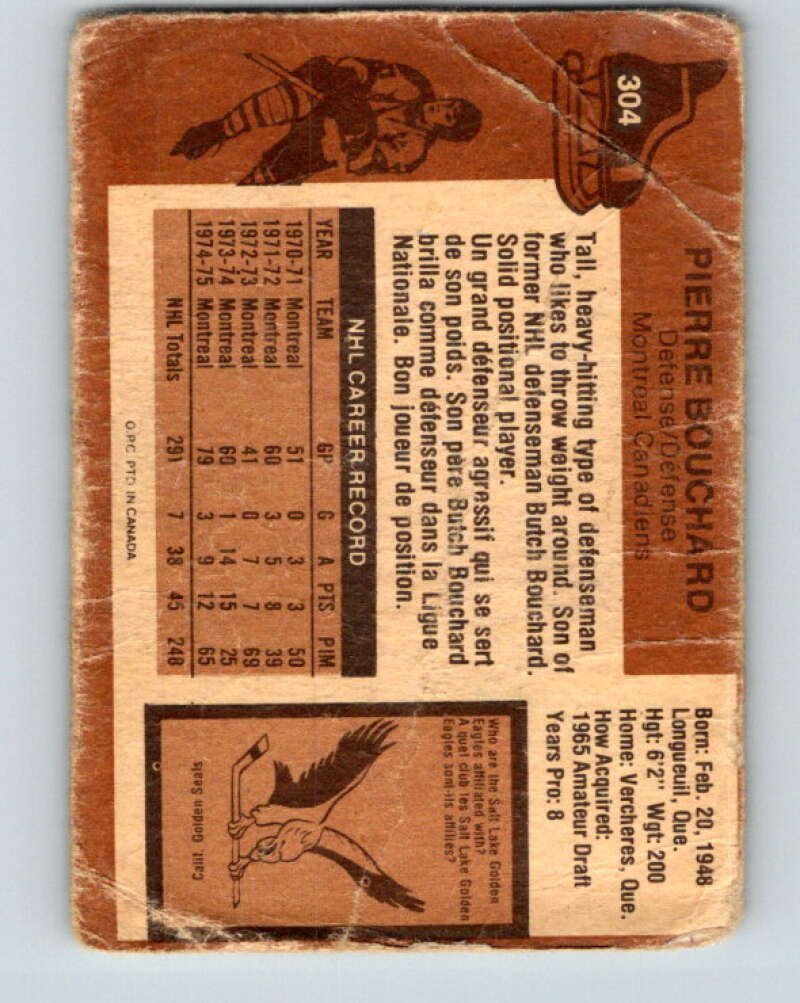 304
PIERRE BOUCHARD
Defense/Défense
Montreal Canadiens
Born: Feb. 20, 1948
Longueuil, Que.
Hgt: 6'2" Wgt: 200
Home: Vercheres, Que.
How Acquired:
1965 Amateur Draft
Years Pro: 8
Tall, heavy-hitting type of defenseman
who likes to throw weight around. Son of
former NHL defenseman Butch Bouchard.
Solid positional player.
Un grand défenseur agressif qui se sert
de son poids. Son père Butch Bouchard
brilla comme défenseur dans la Ligue
Nationale. Bon joueur de position.
NHL CAREER RECORD
YEAR TEAM GP G A PTS PIM
1970-71 Montreal 51 0 3 3 50
1971-72 Montreal 60 3 5 8 39
1972-73 Montreal 41 0 7 7 69
1973-74 Montreal 60 1 14 15 25
1974-75 Montreal 79 3 9 12 65
NHL Totals 291 7 38 45 248
Who are the Salt Lake Golden
Eagles affiliated with?
A quel club les Salt Lake Golden
Eagles sont-ils affiliés?
Calif. Golden Seals
O.P.C. PTD IN CANADA